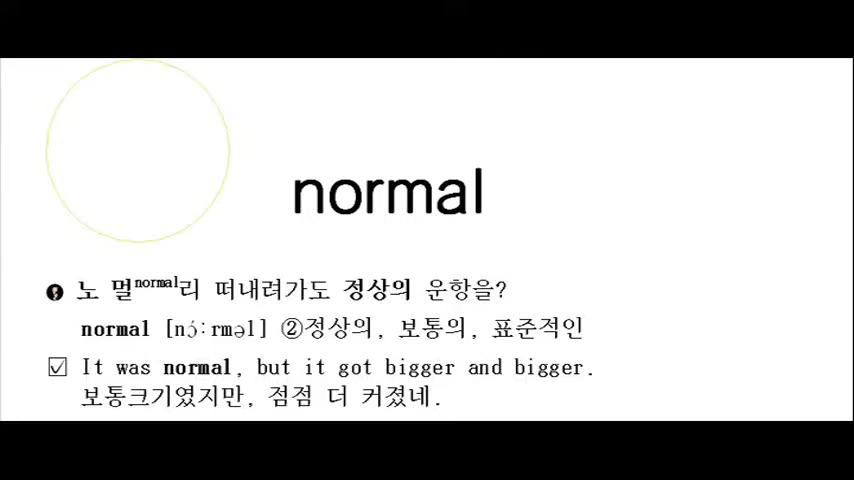 normal
노 멀normal리 떠내려가도 정상의 운항을?
normal [nɔ́ːrməl] ②정상의, 보통의, 표준적인
☑ It was normal, but it got bigger and bigger.
보통크기였지만, 점점 더 커졌네.